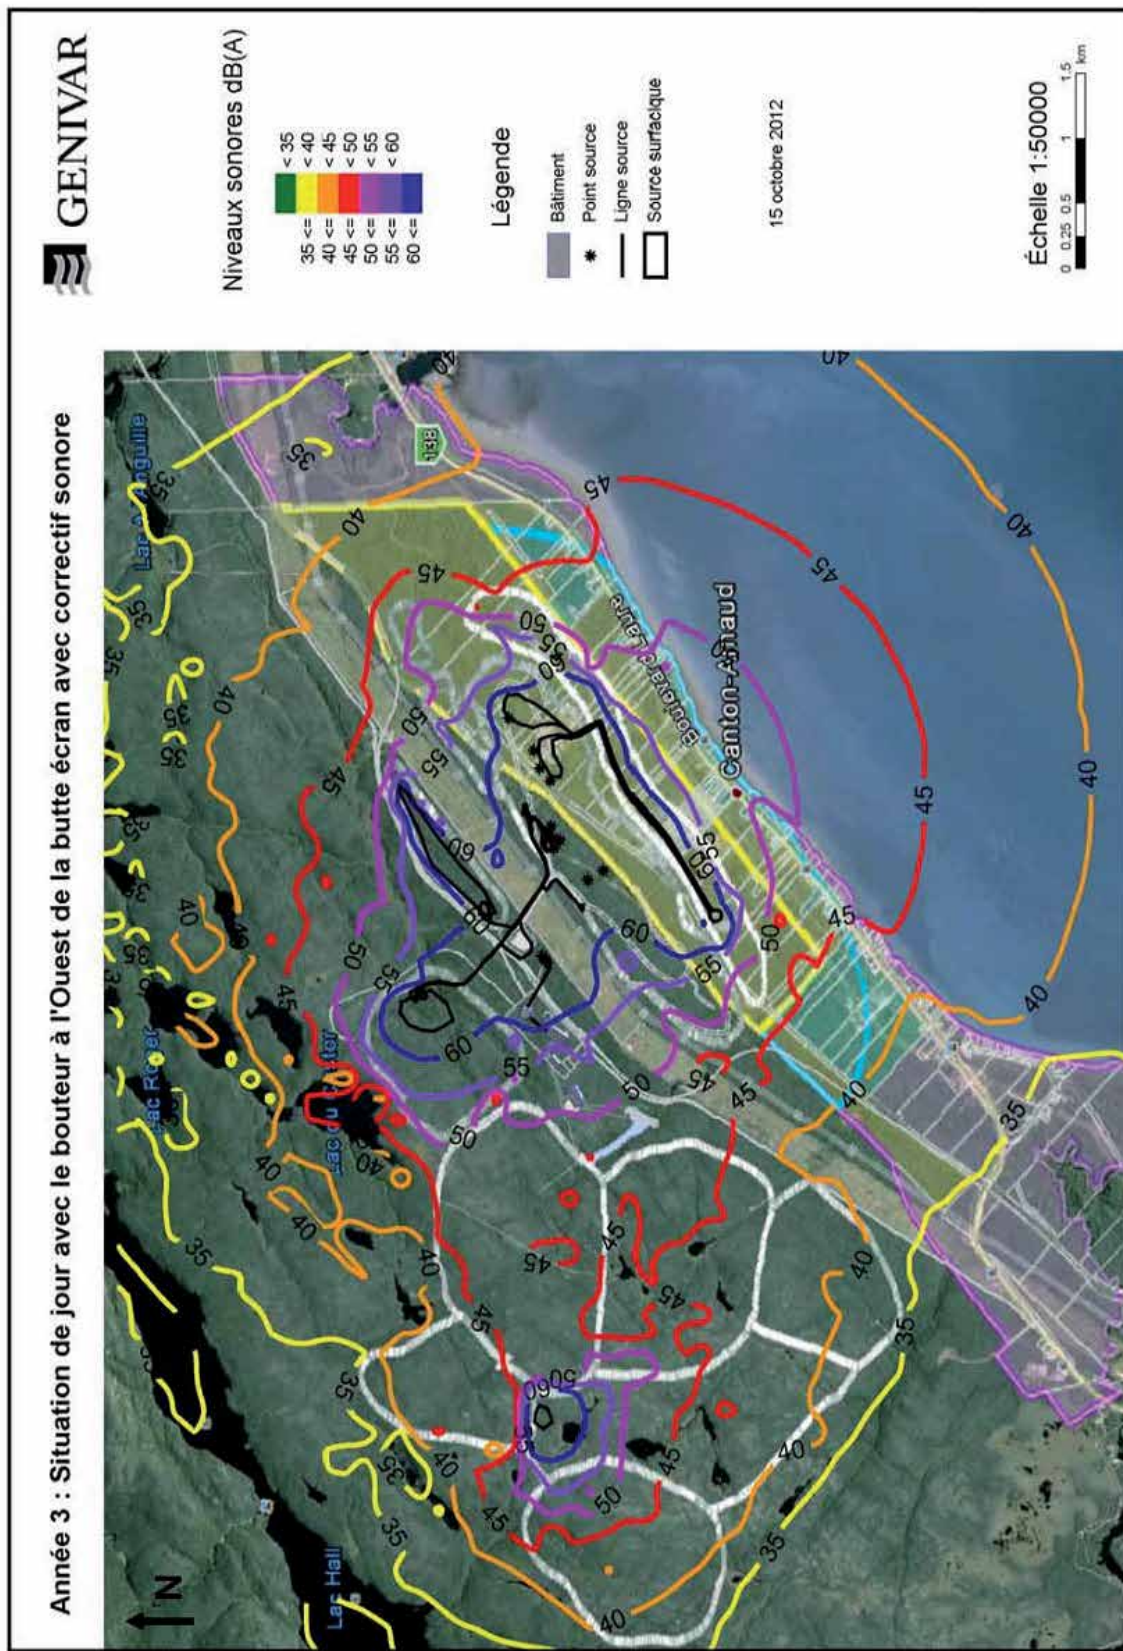 Année 3 : Situation de jour avec le bouteur à l'Ouest de la butte écran avec correctif sonore
GENIVAR
Niveaux sonores dB(A)
< 35
35 <= < 40
40 <= < 45
45 <= < 50
50 <= < 55
55 <= < 60
60 <=
Légende
Bâtiment
Point source
Ligne source
Source surfacique
15 octobre 2012
Échelle 1:50000
0 0.25 0.5 1 1.5
km
N
Lac Hall
Lac du Castor
138
Boulevard Laure
Canton-Arnaud
35
40
45
50
55
60